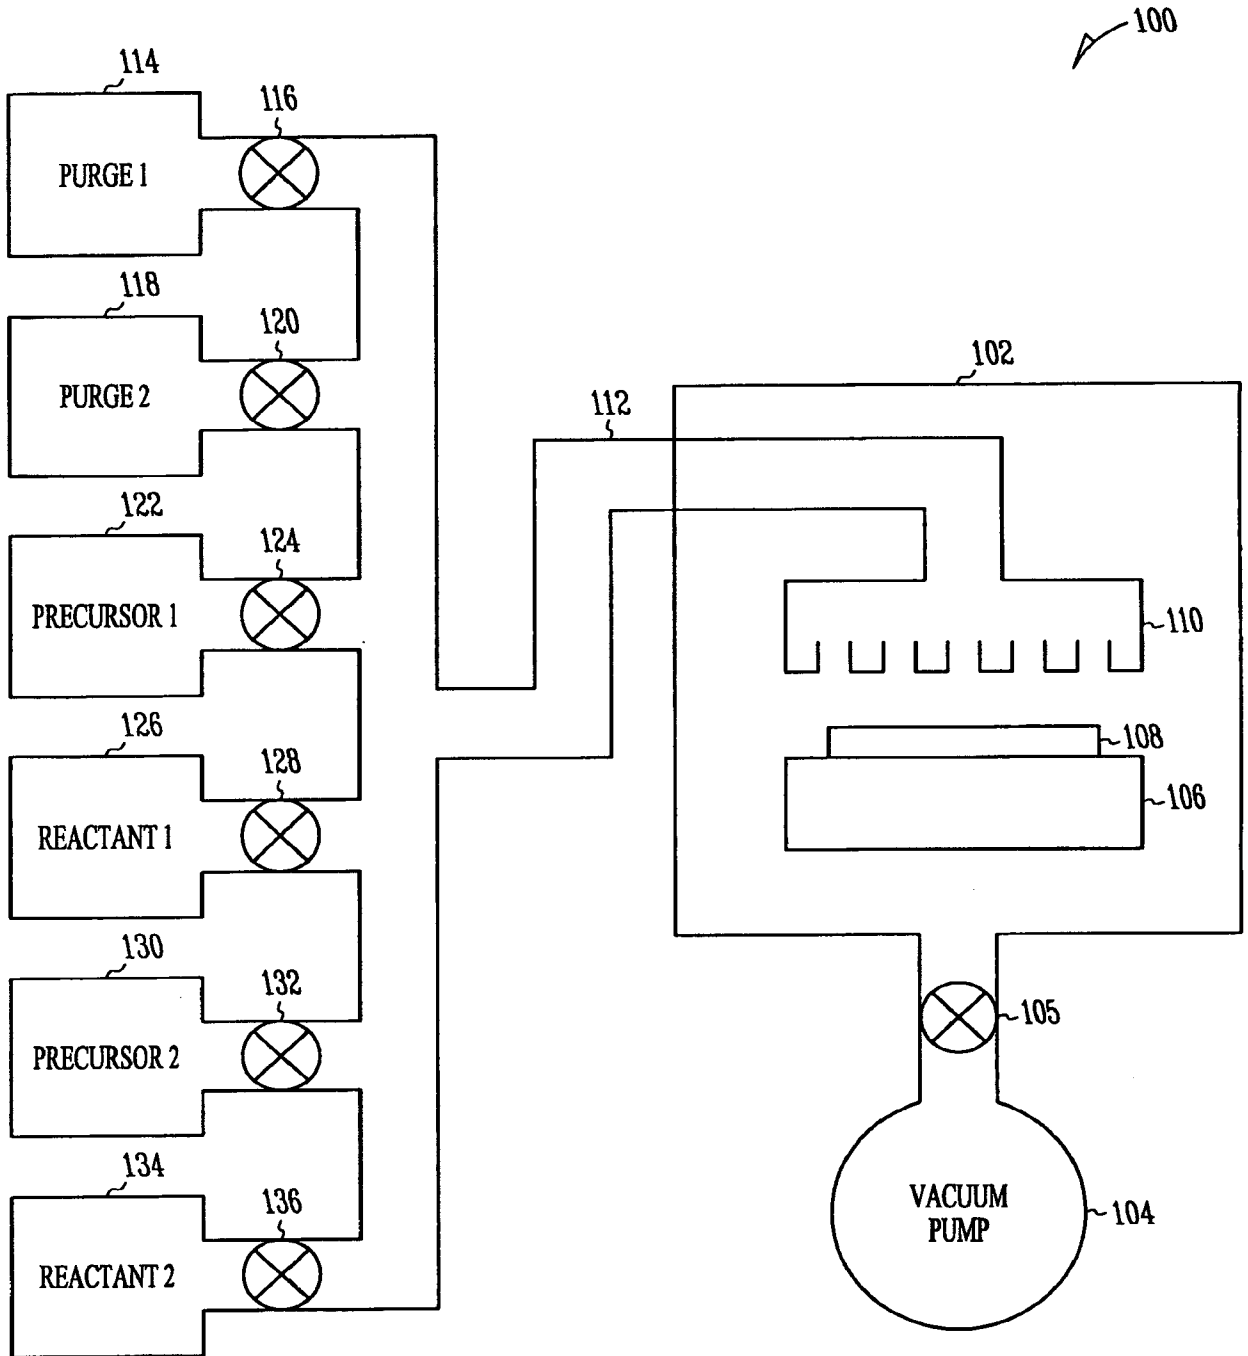 100
114
116
PURGE 1
118
120
PURGE 2
102
112
122
124
PRECURSOR 1
110
126
128
REACTANT 1
108
106
130
132
PRECURSOR 2
105
134
136
REACTANT 2
VACUUM
PUMP
104